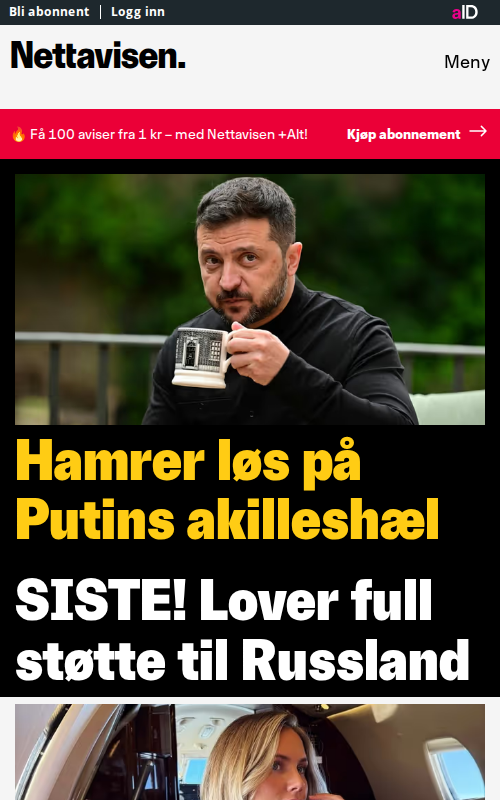 Bli abonnent | Logg inn
aID
Nettavisen.
Meny
🔥 Få 100 aviser fra 1 kr – med Nettavisen +Alt!
Kjøp abonnement →
Hamrer løs på
Putins akilleshæl
SISTE! Lover full
støtte til Russland